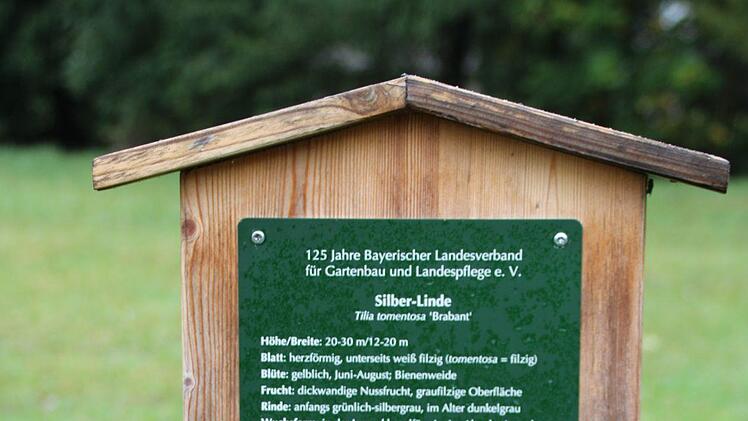 125 Jahre Bayerischer Landesverband
für Gartenbau und Landespflege e. V.
Silber-Linde
Tilia tomentosa 'Brabant'
Höhe/Breite: 20-30 m/12-20 m
Blatt: herzförmig, unterseits weiß filzig (tomentosa = filzig)
Blüte: gelblich, Juni-August; Bienenweide
Frucht: dickwandige Nussfrucht, graufilzige Oberfläche
Rinde: anfangs grünlich-silbergrau, im Alter dunkelgrau